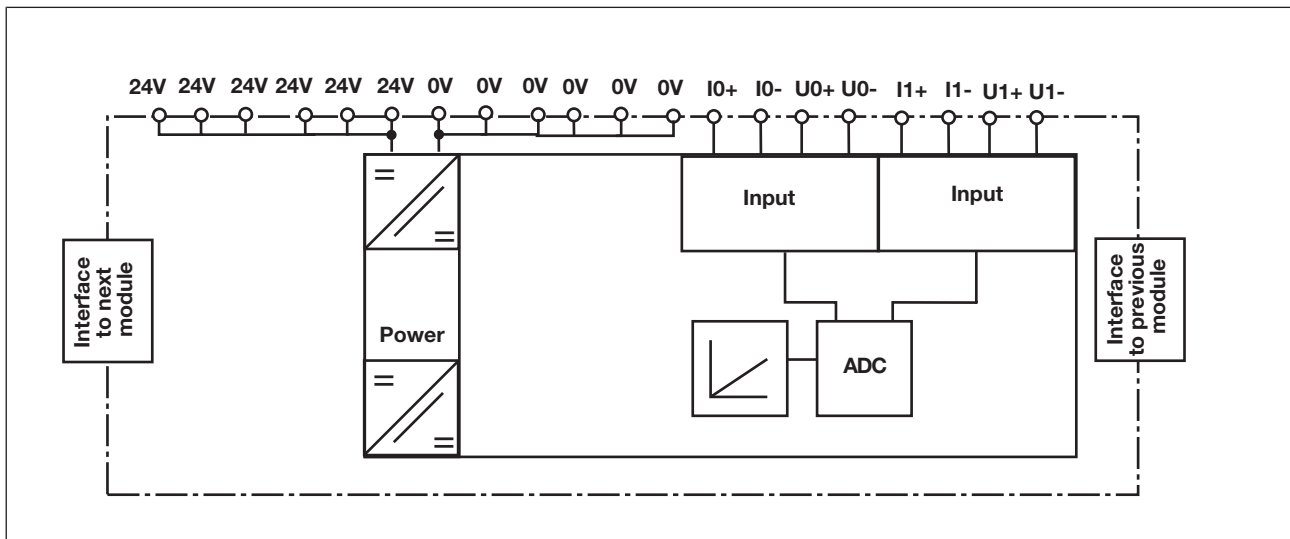 24V 24V 24V 24V 24V 24V 0V 0V 0V 0V 0V 0V I0+ I0- U0+ U0- I1+ I1- U1+ U1-
Input
Input
Interface
to next
module
Power
ADC
Interface
to previous
module